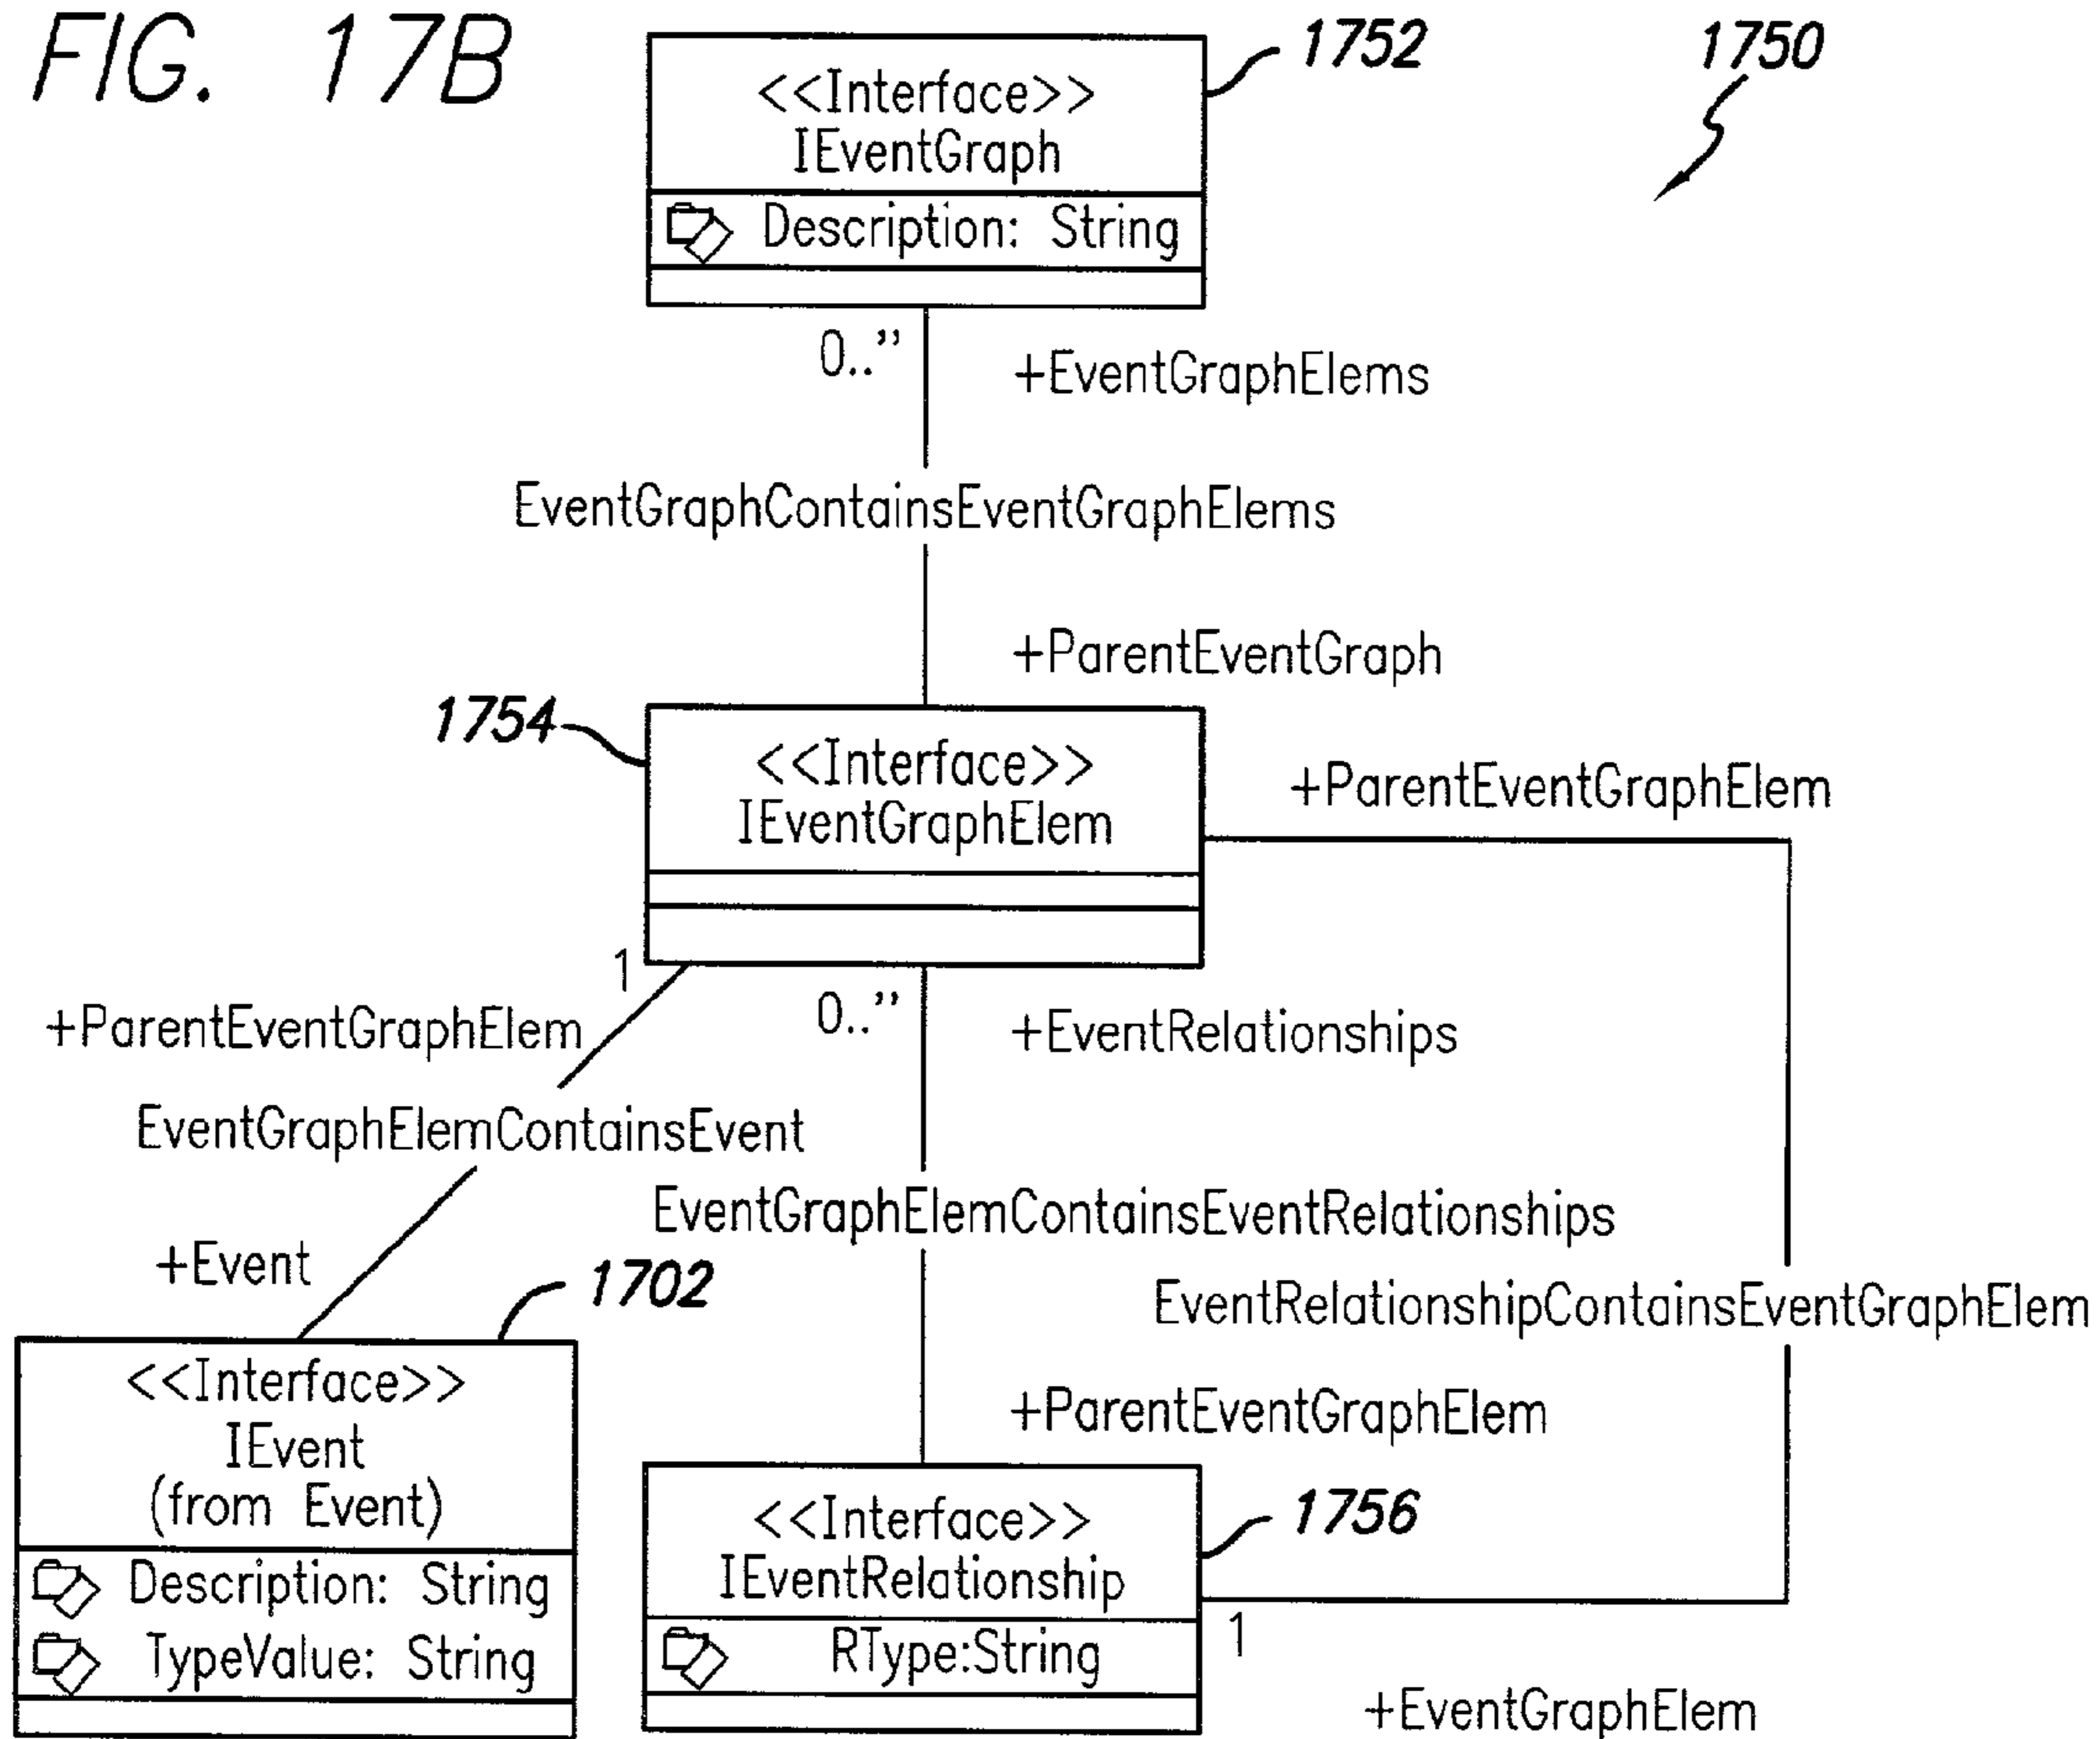 FIG. 17B
1752
1750
<<Interface>>
IEventGraph
Description: String
0..”
+EventGraphElems
EventGraphContainsEventGraphElems
+ParentEventGraph
1754
<<Interface>>
IEventGraphElem
+ParentEventGraphElem
1
0..”
+ParentEventGraphElem
+EventRelationships
EventGraphElemContainsEvent
EventGraphElemContainsEventRelationships
+Event
1702
EventRelationshipContainsEventGraphElem
<<Interface>>
IEvent
(from Event)
Description: String
TypeValue: String
+ParentEventGraphElem
1756
<<Interface>>
IEventRelationship
RType:String
1
+EventGraphElem